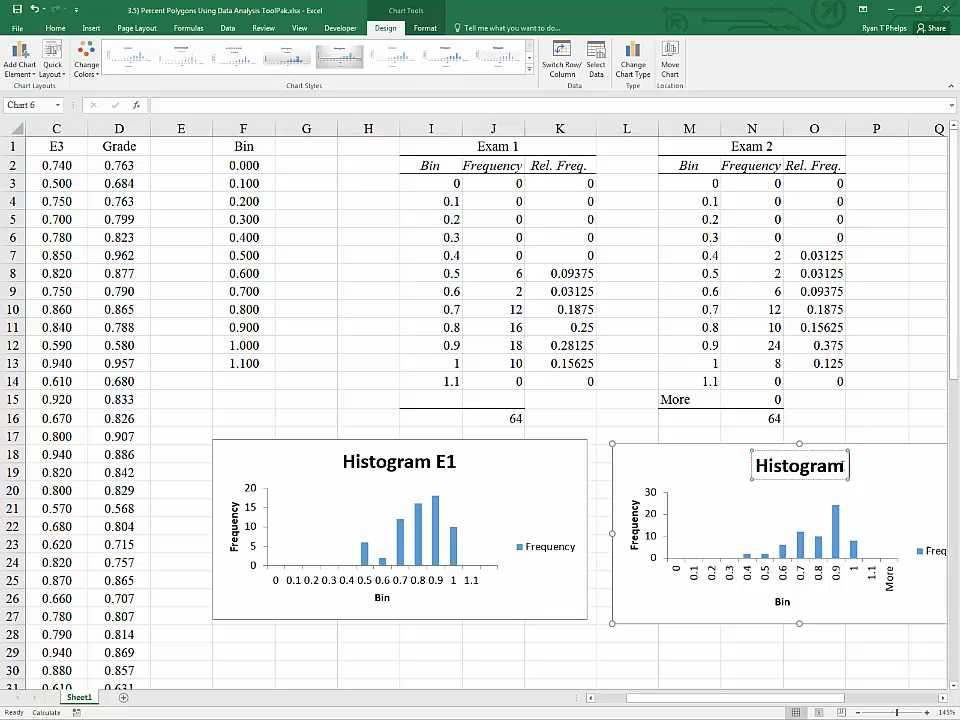 3.5) Percent Polygons Using Data Analysis ToolPak.xlsx - Excel
Chart Tools
File Home Insert Page Layout Formulas Data Review View Developer Design Format Tell me what you want to do... Ryan T Phelps Share
Add Chart Element Quick Layout Change Colors Switch Row/ Column Select Data Change Chart Type Move Chart
Chart Layouts Chart Styles Data Type Location
Chart 6 fx
C D E F G H I J K L M N O P Q
1 E3 Grade Bin Exam 1 Exam 2
2 0.740 0.763 0.000 Bin Frequency Rel. Freq. Bin Frequency Rel. Freq.
3 0.500 0.684 0.100 0 0 0 0 0 0
4 0.750 0.763 0.200 0.1 0 0 0.1 0 0
5 0.700 0.799 0.300 0.2 0 0 0.2 0 0
6 0.780 0.823 0.400 0.3 0 0 0.3 0 0
7 0.850 0.962 0.500 0.4 0 0 0.4 2 0.03125
8 0.820 0.877 0.600 0.5 6 0.09375 0.5 2 0.03125
9 0.750 0.790 0.700 0.6 2 0.03125 0.6 6 0.09375
10 0.860 0.865 0.800 0.7 12 0.1875 0.7 12 0.1875
11 0.840 0.788 0.900 0.8 16 0.25 0.8 10 0.15625
12 0.590 0.580 1.000 0.9 18 0.28125 0.9 24 0.375
13 0.940 0.957 1.100 1 10 0.15625 1 8 0.125
14 0.610 0.680 1.1 0 0 1.1 0 0
15 0.920 0.833 More 0
16 0.670 0.826 64 64
17 0.800 0.907
18 0.940 0.886
19 0.820 0.842
20 0.800 0.829
21 0.570 0.568
22 0.680 0.804
23 0.620 0.715
24 0.820 0.757
25 0.870 0.865
26 0.660 0.707
27 0.780 0.807
28 0.790 0.814
29 0.940 0.869
30 0.880 0.857
31 0.610 0.631
Histogram E1
Frequency
20
15
10
5
0
0 0.1 0.2 0.3 0.4 0.5 0.6 0.7 0.8 0.9 1 1.1
Bin
Frequency
Histogram
Frequency
30
20
10
0
0 0.1 0.2 0.3 0.4 0.5 0.6 0.7 0.8 0.9 1 1.1 More
Bin
Freq
Sheet1
Ready Calculate 145%